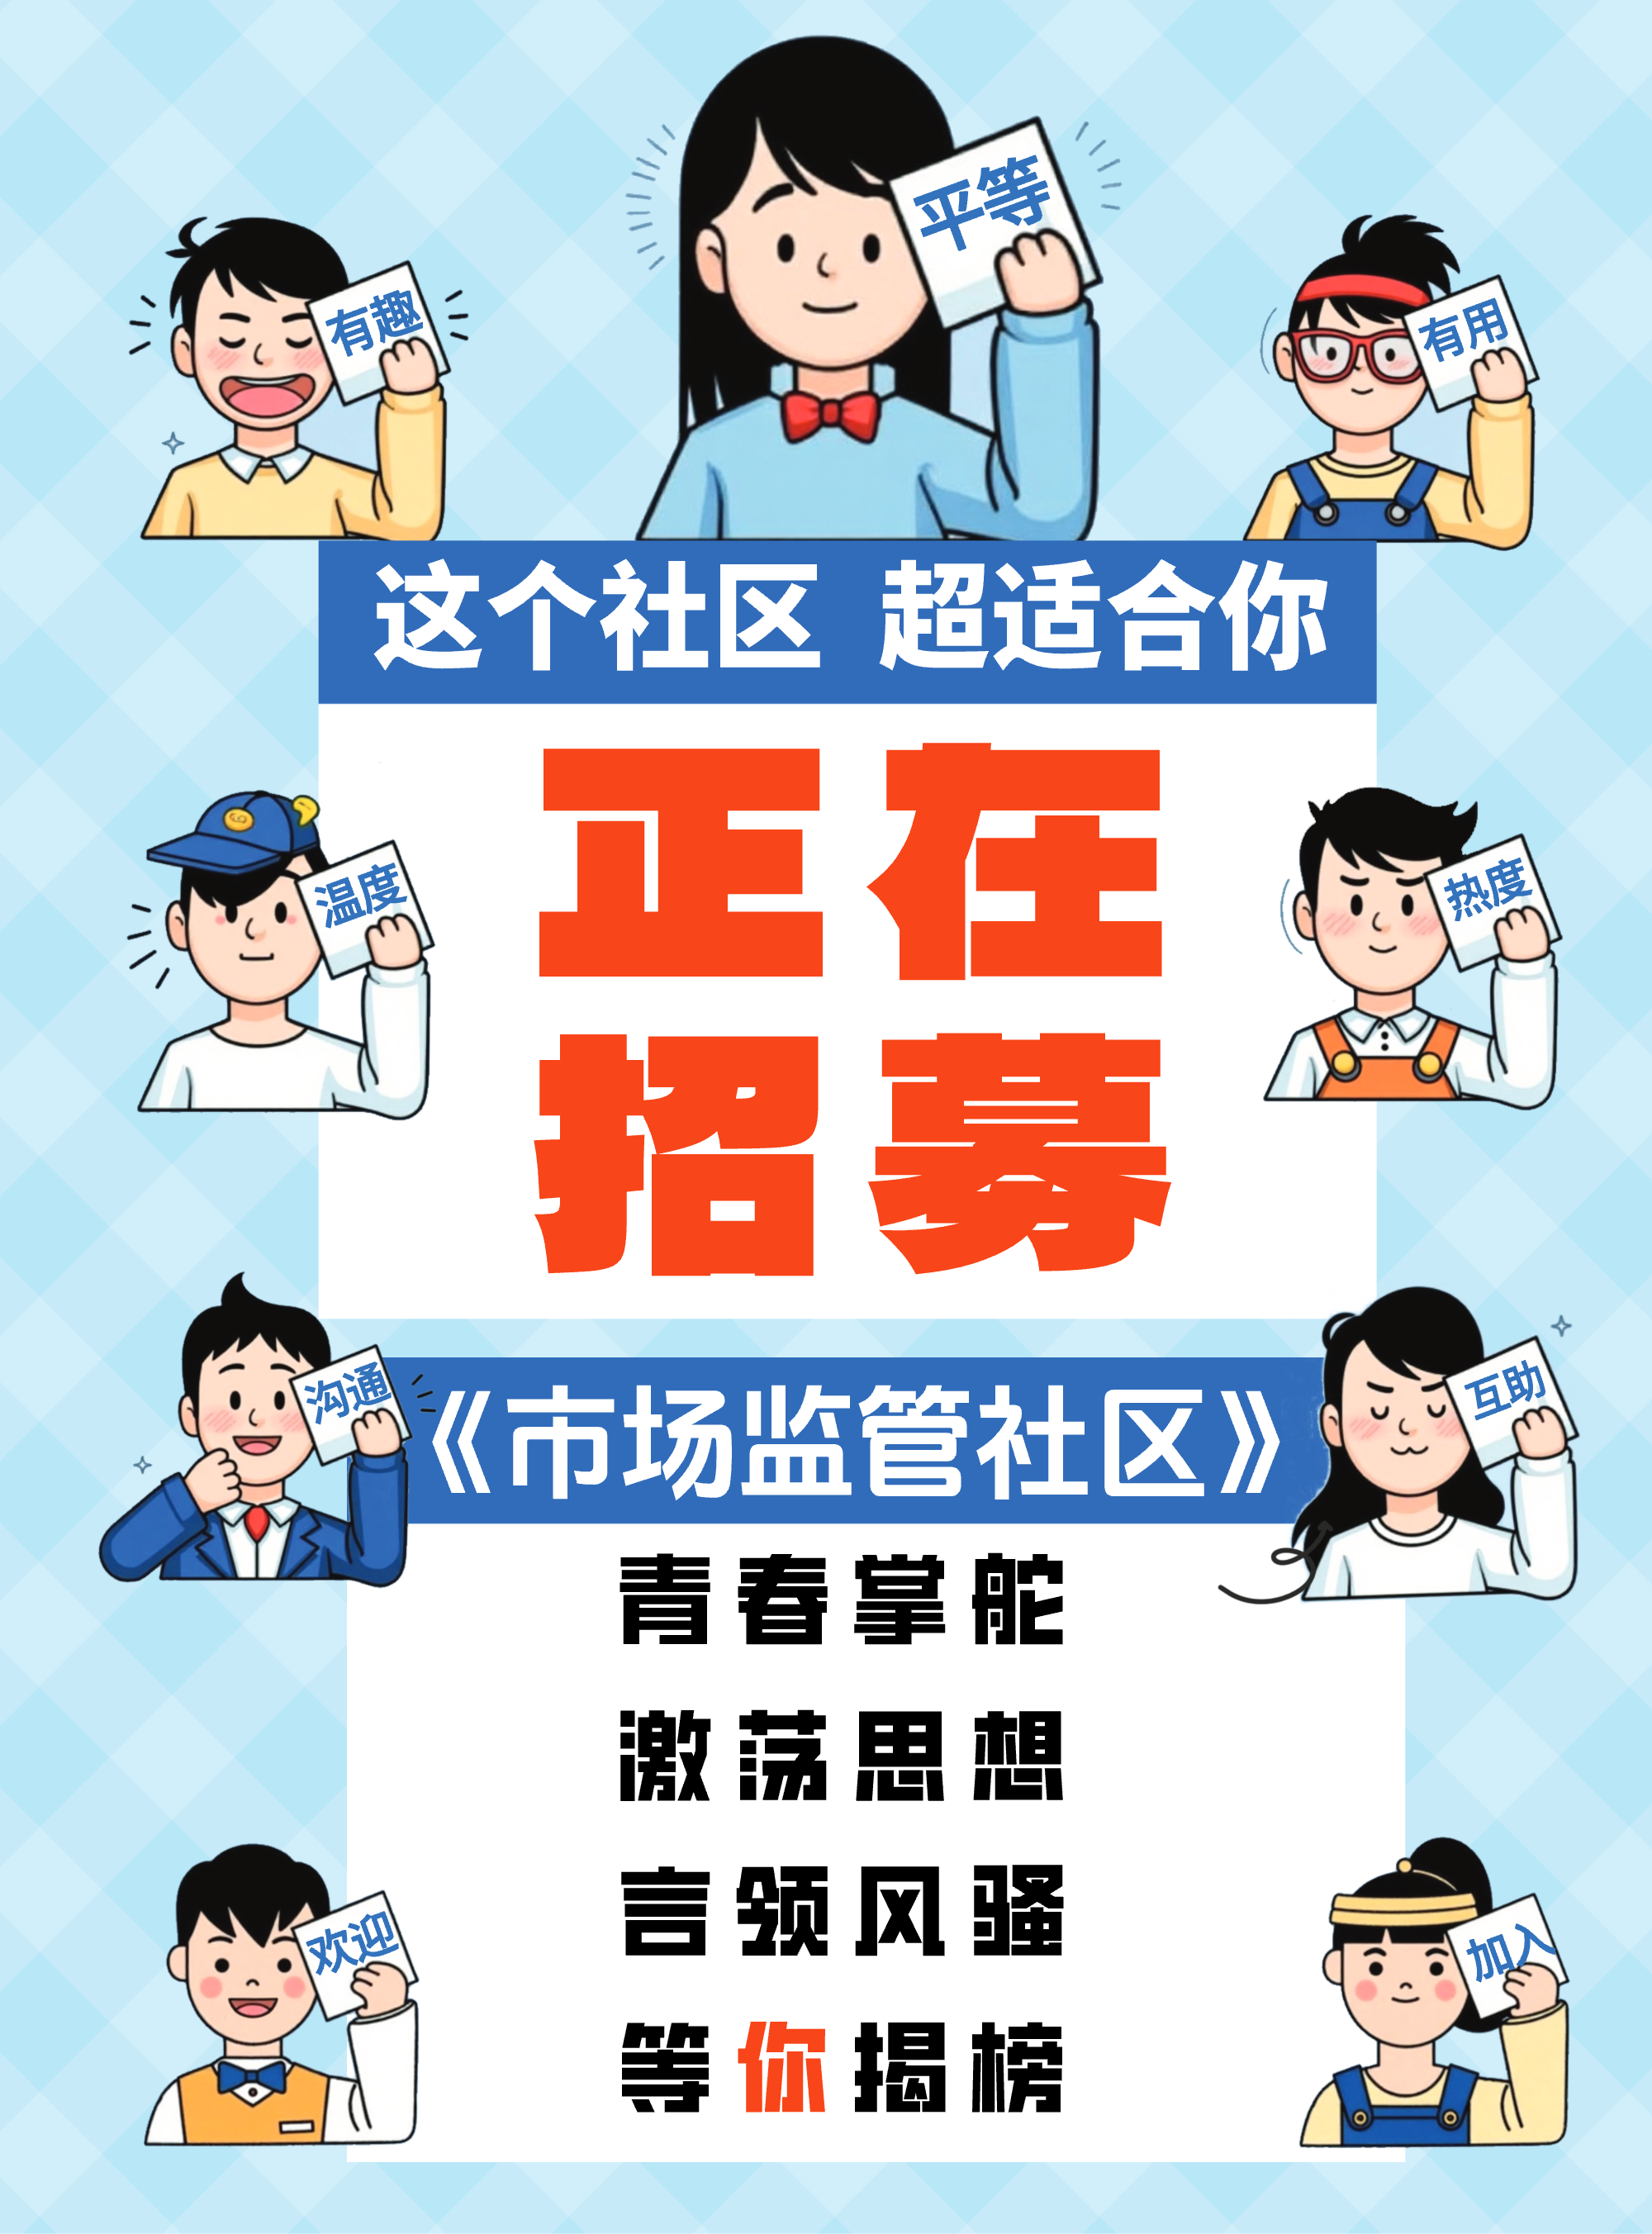 平等
有趣
有用
这个社区 超适合你
正在
招募
温度
热度
沟通
互助
《市场监管社区》
青春掌舵
激荡思想
言领风骚
等你揭榜
欢迎
加入